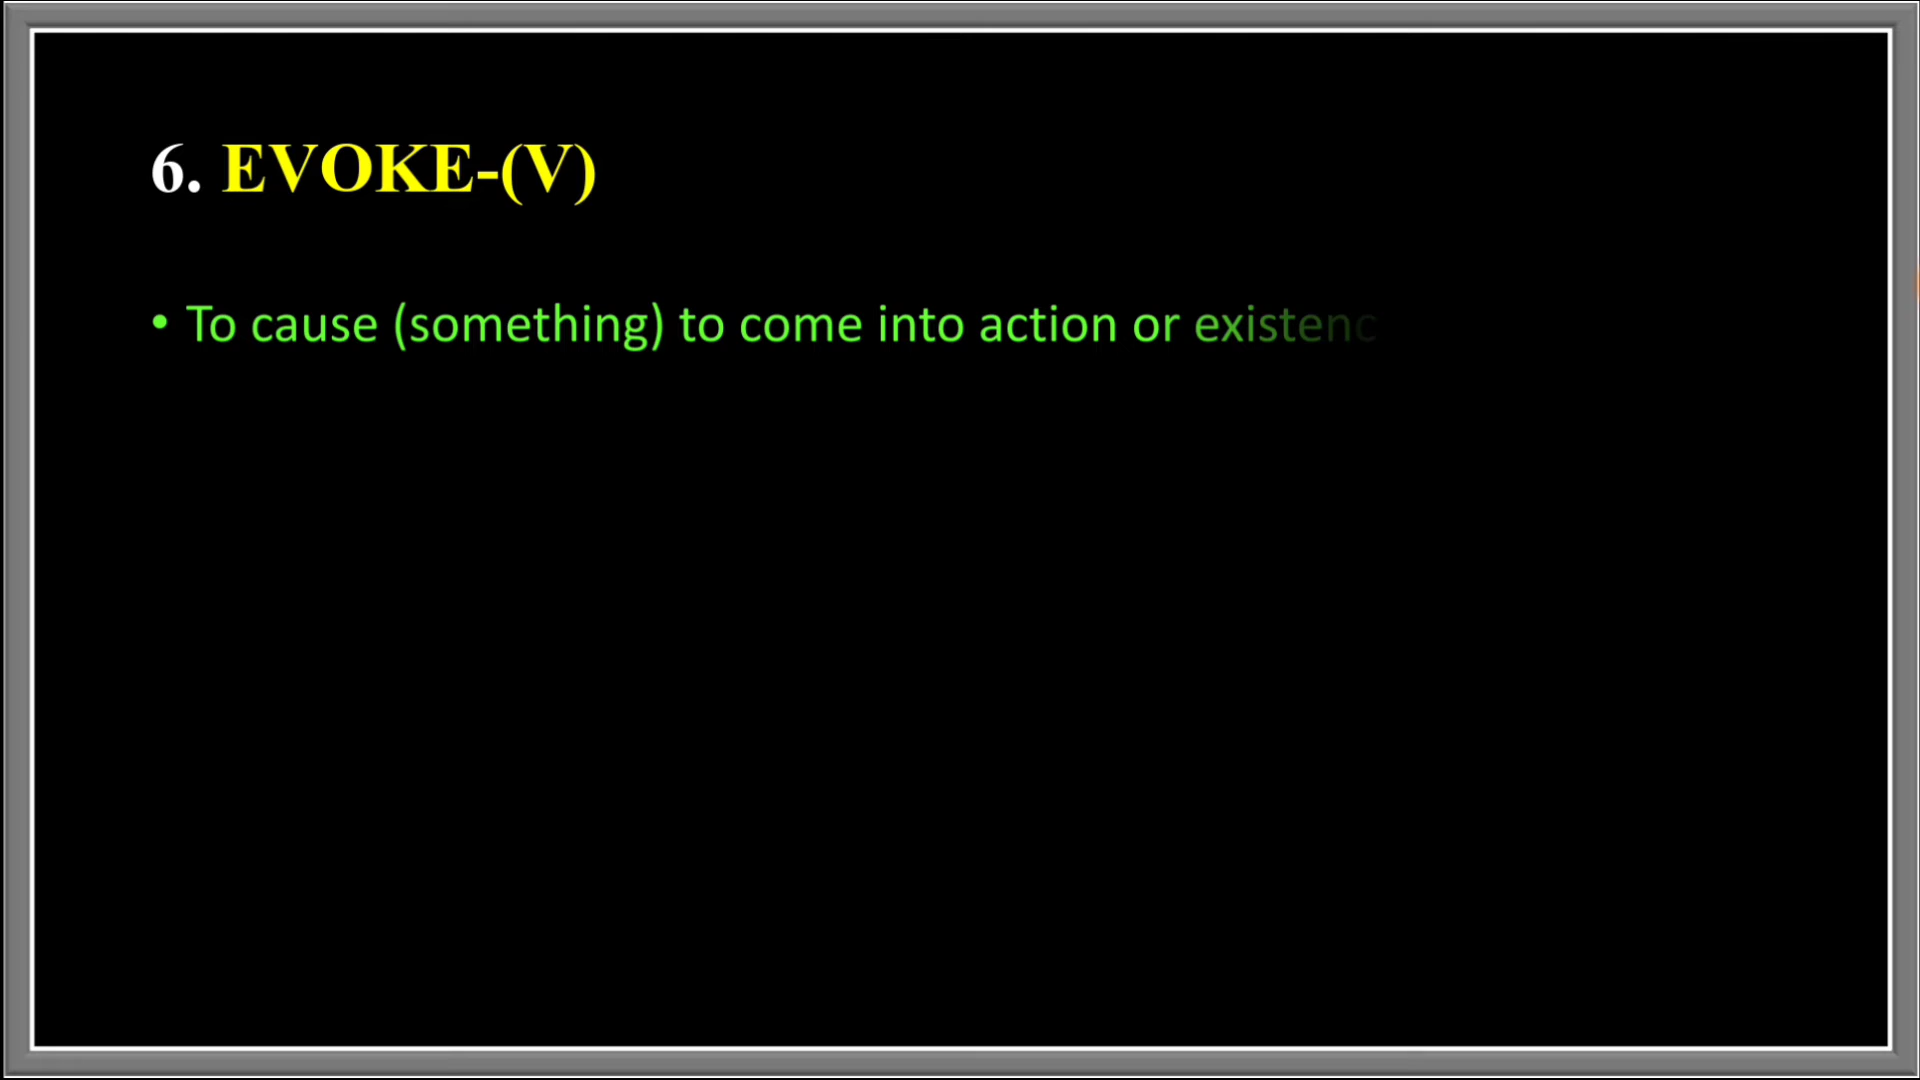 6. EVOKE-(V)
• To cause (something) to come into action or existenc